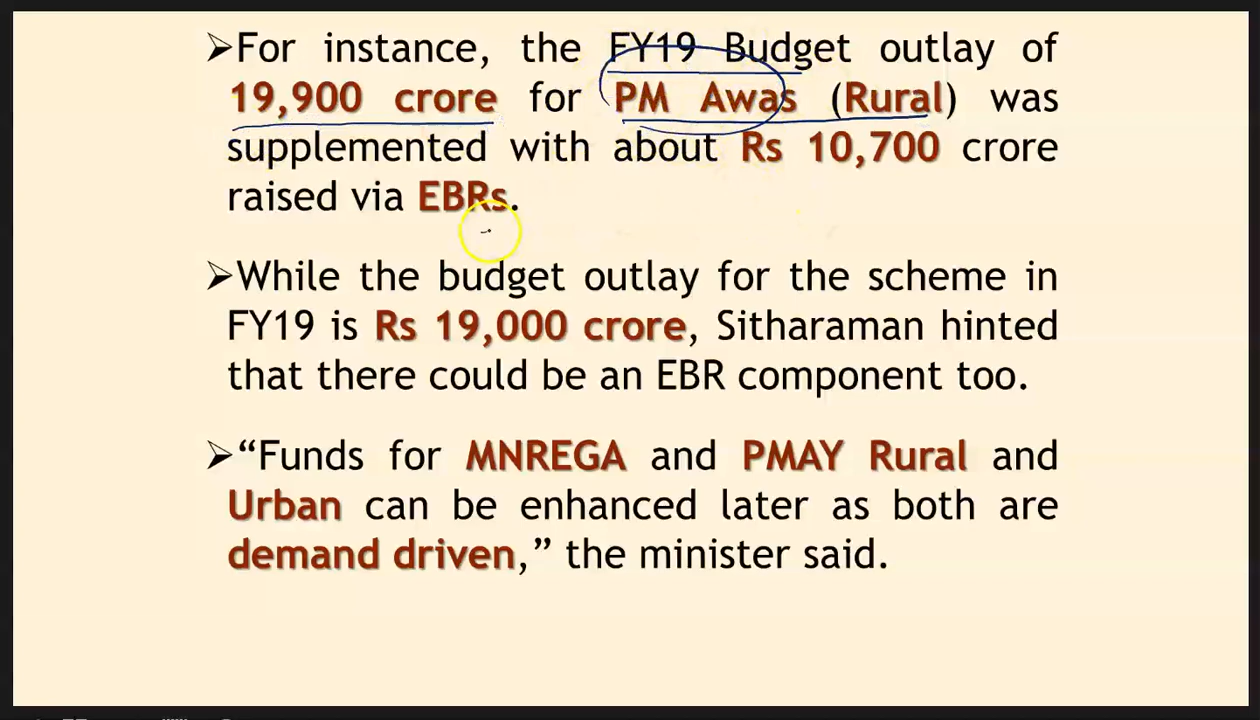 ➢For instance, the FY19 Budget outlay of
19,900 crore for PM Awas (Rural) was
supplemented with about Rs 10,700 crore
raised via EBRs.
➢While the budget outlay for the scheme in
FY19 is Rs 19,000 crore, Sitharaman hinted
that there could be an EBR component too.
➢“Funds for MNREGA and PMAY Rural and
Urban can be enhanced later as both are
demand driven,” the minister said.